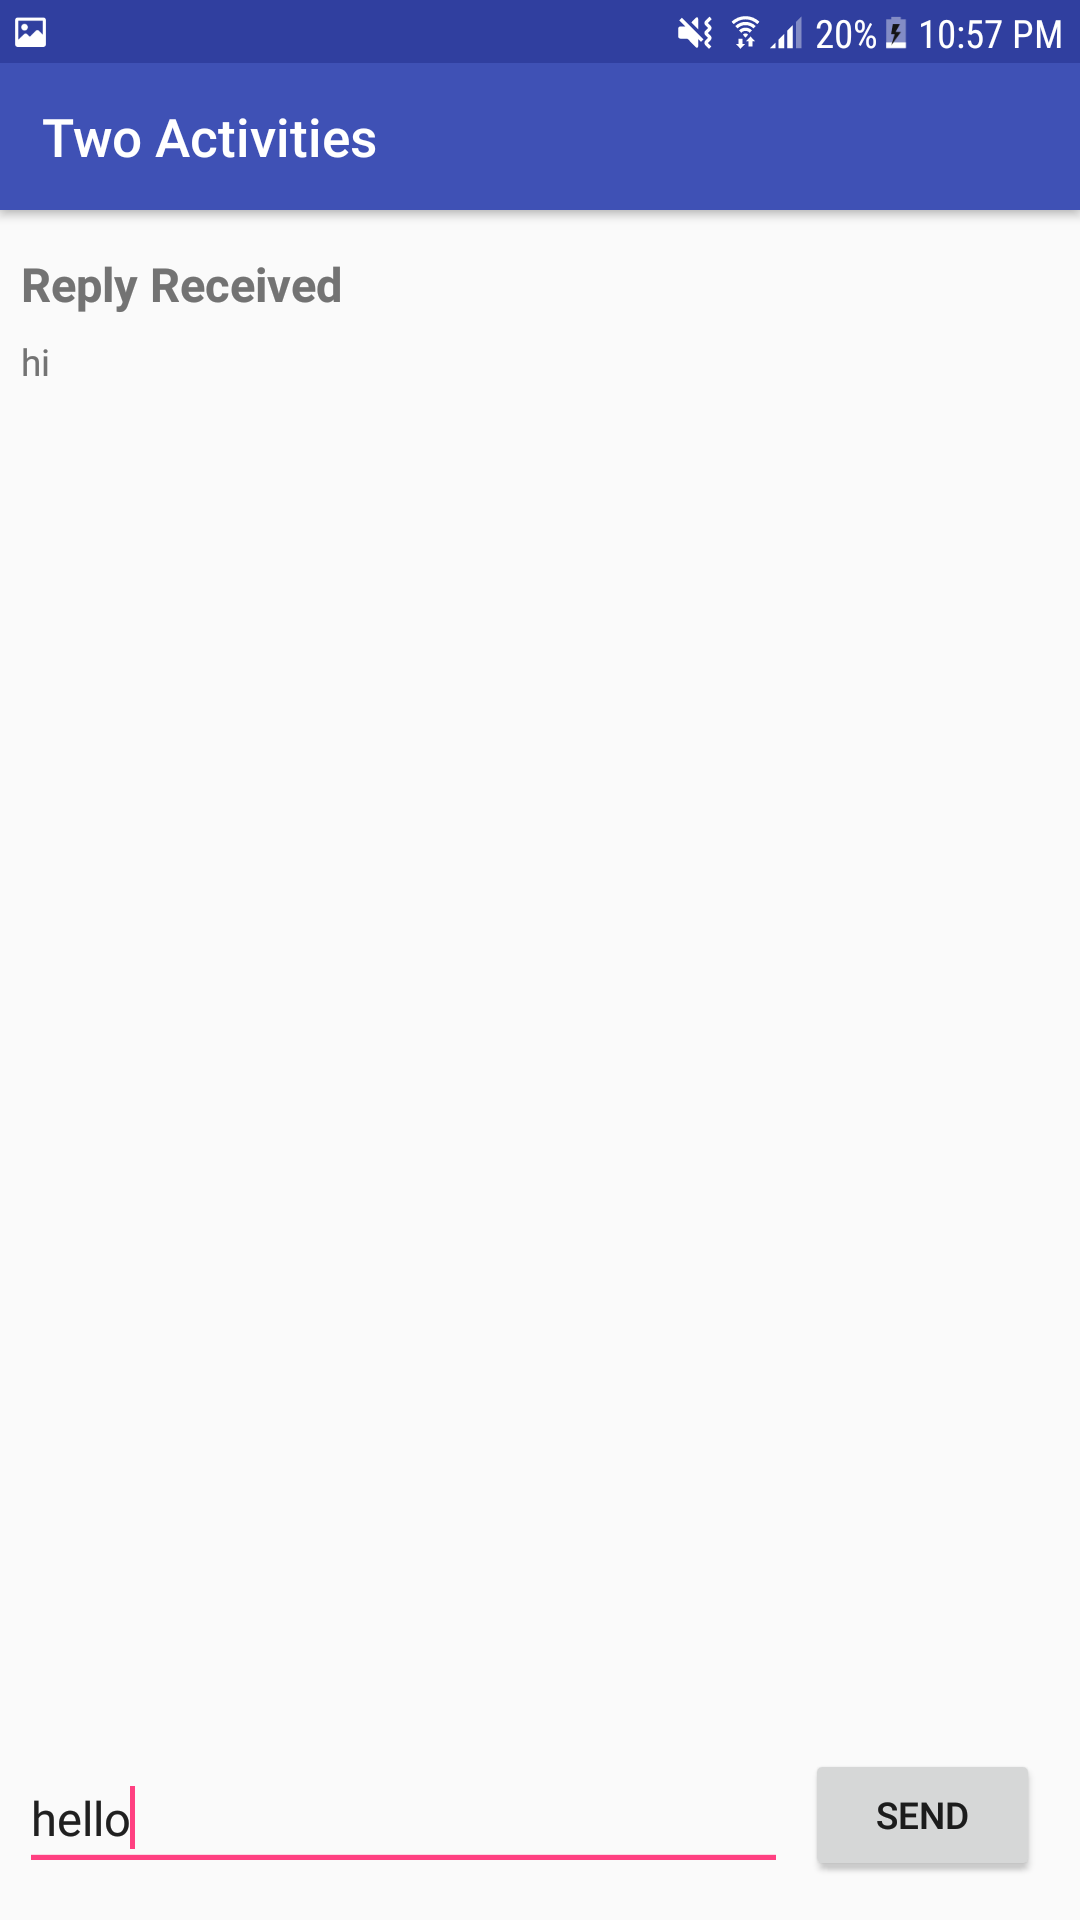 20% 10:57 PM
Two Activities
Reply Received
hi
hello
SEND